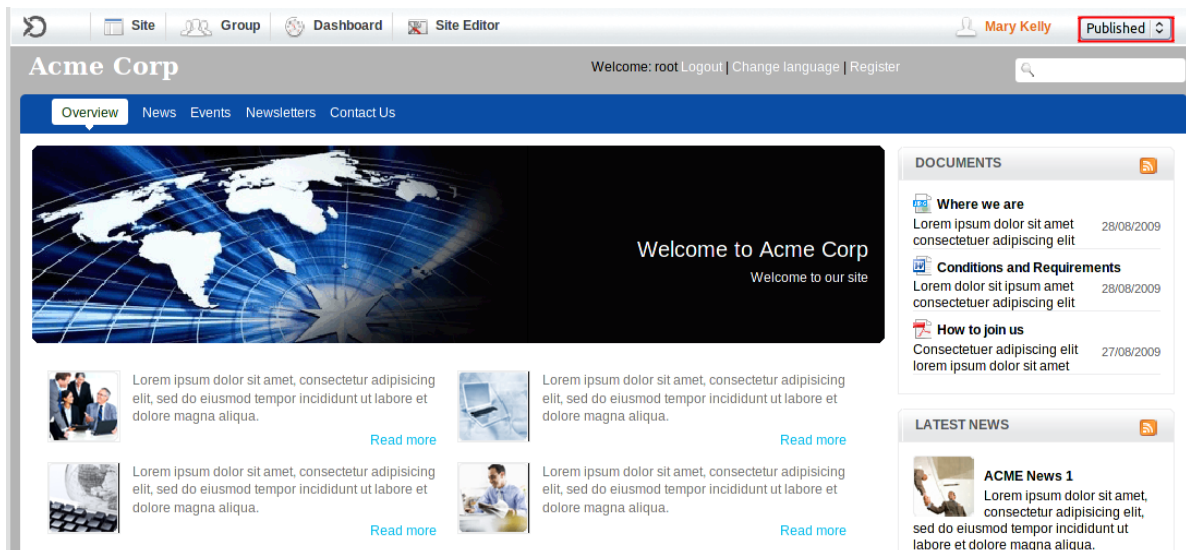 Site Group Dashboard Site Editor Mary Kelly Published
Acme Corp
Welcome: root Logout | Change language | Register
Overview News Events Newsletters Contact Us
Welcome to Acme Corp
Welcome to our site
Lorem ipsum dolor sit amet, consectetur adipisicing
elit, sed do eiusmod tempor incididunt ut labore et
dolore magna aliqua.
Read more
Lorem ipsum dolor sit amet, consectetur adipisicing
elit, sed do eiusmod tempor incididunt ut labore et
dolore magna aliqua.
Read more
Lorem ipsum dolor sit amet, consectetur adipisicing
elit, sed do eiusmod tempor incididunt ut labore et
dolore magna aliqua.
Read more
Lorem ipsum dolor sit amet, consectetur adipisicing
elit, sed do eiusmod tempor incididunt ut labore et
dolore magna aliqua.
Read more
DOCUMENTS
Where we are
Lorem ipsum dolor sit amet
consectetuer adipiscing elit
28/08/2009
Conditions and Requirements
Lorem dolor sit ipsum amet
consectetuer adipiscing elit
28/08/2009
How to join us
Consectetuer adipiscing elit
lorem ipsum dolor sit amet
27/08/2009
LATEST NEWS
ACME News 1
Lorem ipsum dolor sit amet,
consectetur adipisicing elit,
sed do eiusmod tempor incididunt ut
labore et dolore magna aliqua.